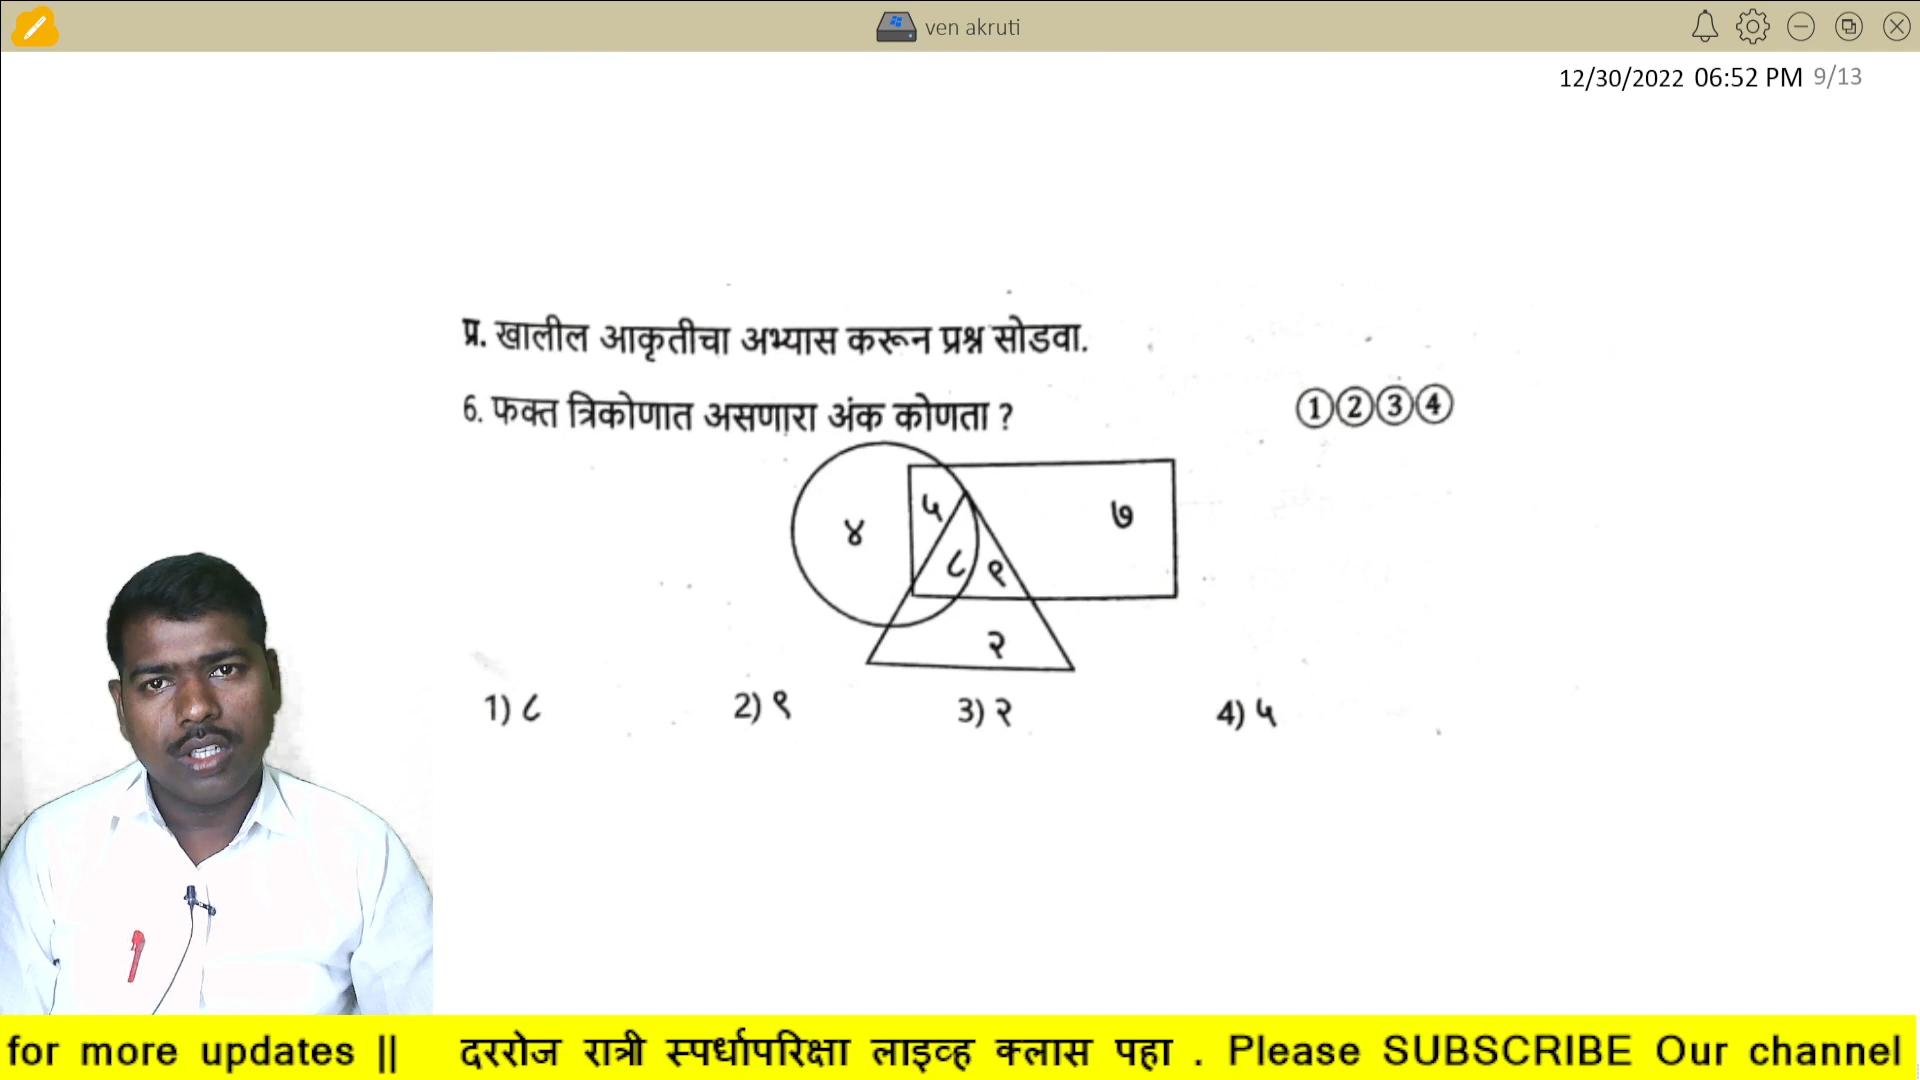 ven akruti
12/30/2022 06:52 PM 9/13
प्र. खालील आकृतीचा अभ्यास करून प्रश्न सोडवा.
6. फक्त त्रिकोणात असणारा अंक कोणता ?
① ② ③ ④
५
७
४
८
१
२
1) ८ 2) १ 3) २ 4) ५
for more updates || दररोज रात्री स्पर्धापरिक्षा लाइव्ह क्लास पहा . Please SUBSCRIBE Our channel